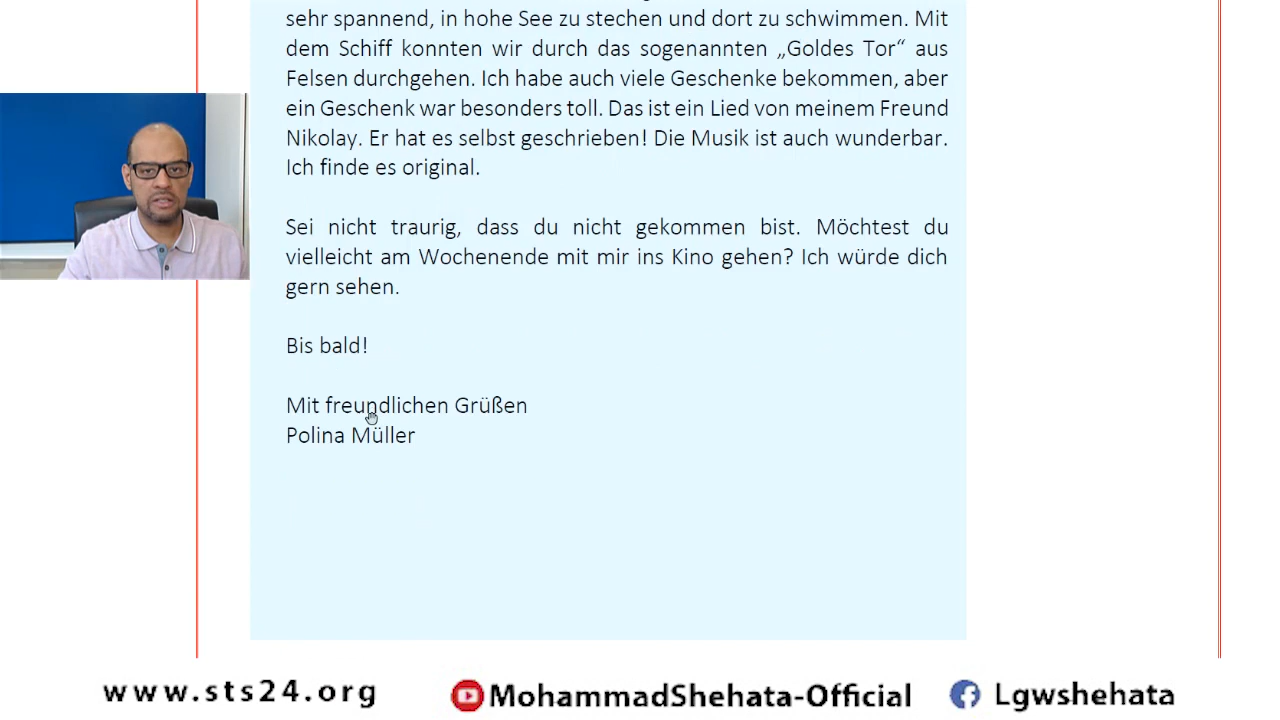 sehr spannend, in hohe See zu stechen und dort zu schwimmen. Mit
dem Schiff konnten wir durch das sogenannten „Goldes Tor“ aus
Felsen durchgehen. Ich habe auch viele Geschenke bekommen, aber
ein Geschenk war besonders toll. Das ist ein Lied von meinem Freund
Nikolay. Er hat es selbst geschrieben! Die Musik ist auch wunderbar.
Ich finde es original.
Sei nicht traurig, dass du nicht gekommen bist. Möchtest du
vielleicht am Wochenende mit mir ins Kino gehen? Ich würde dich
gern sehen.
Bis bald!
Mit freundlichen Grüßen
Polina Müller
www.sts24.org
MohammadShehata-Official
Lgwshehata